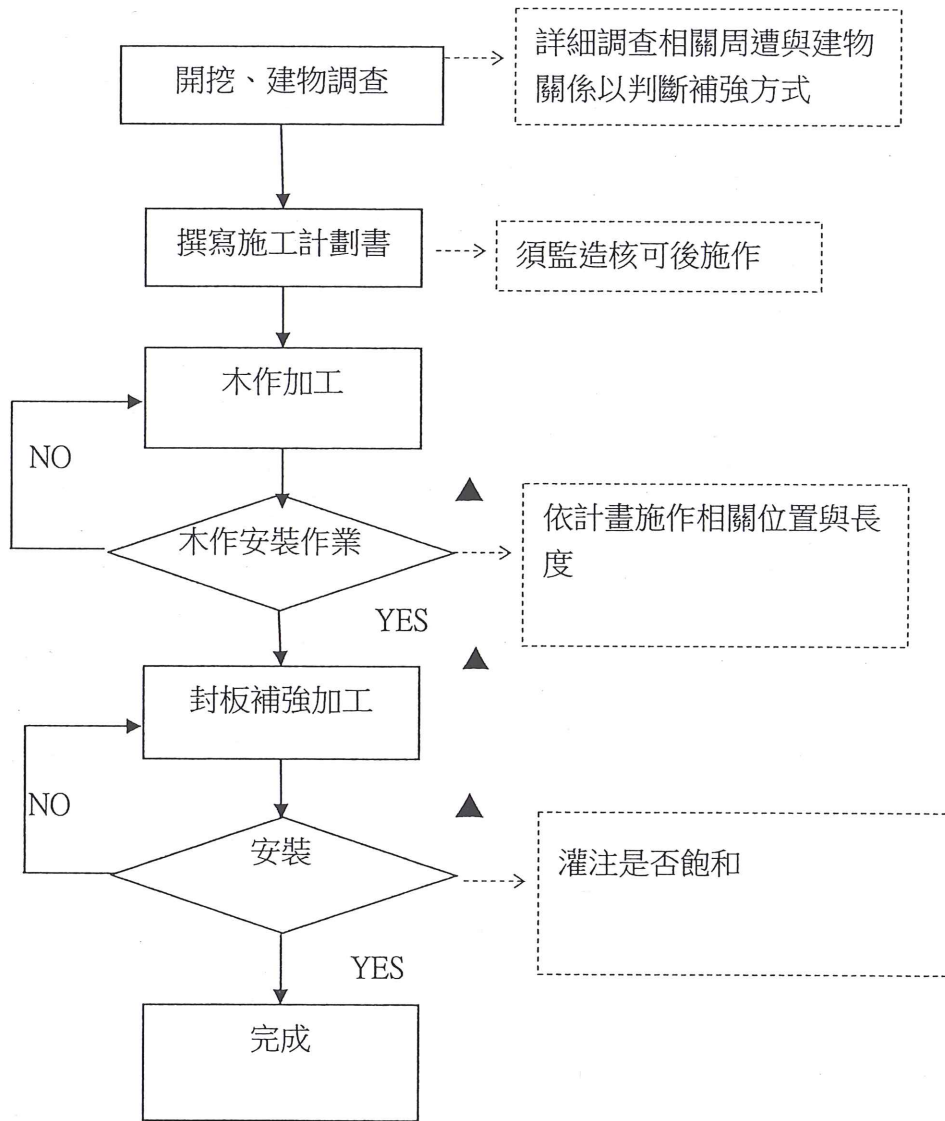 開挖、建物調查
詳細調查相關周遭與建物
關係以判斷補強方式
撰寫施工計劃書
須監造核可後施作
木作加工
NO
木作安裝作業
依計畫施作相關位置與長
度
YES
封板補強加工
NO
安裝
灌注是否飽和
YES
完成